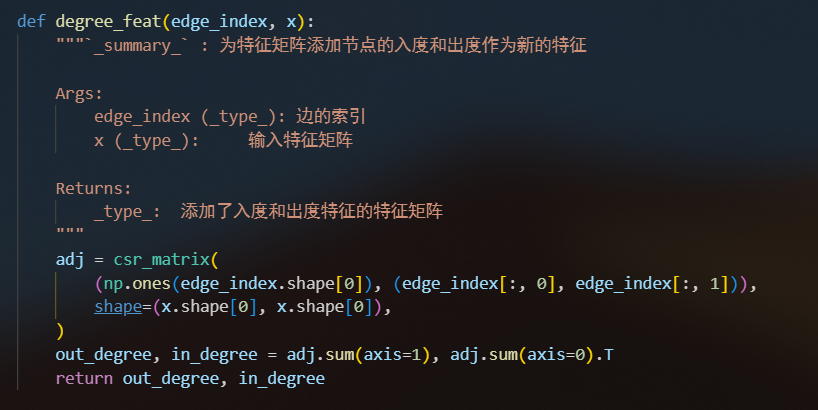 def degree_feat(edge_index, x):
"""`_summary_` : 为特征矩阵添加节点的入度和出度作为新的特征
Args:
edge_index (_type_): 边的索引
x (_type_): 输入特征矩阵
Returns:
_type_: 添加了入度和出度特征的特征矩阵
"""
adj = csr_matrix(
(np.ones(edge_index.shape[0]), (edge_index[:, 0], edge_index[:, 1])),
shape=(x.shape[0], x.shape[0]),
)
out_degree, in_degree = adj.sum(axis=1), adj.sum(axis=0).T
return out_degree, in_degree